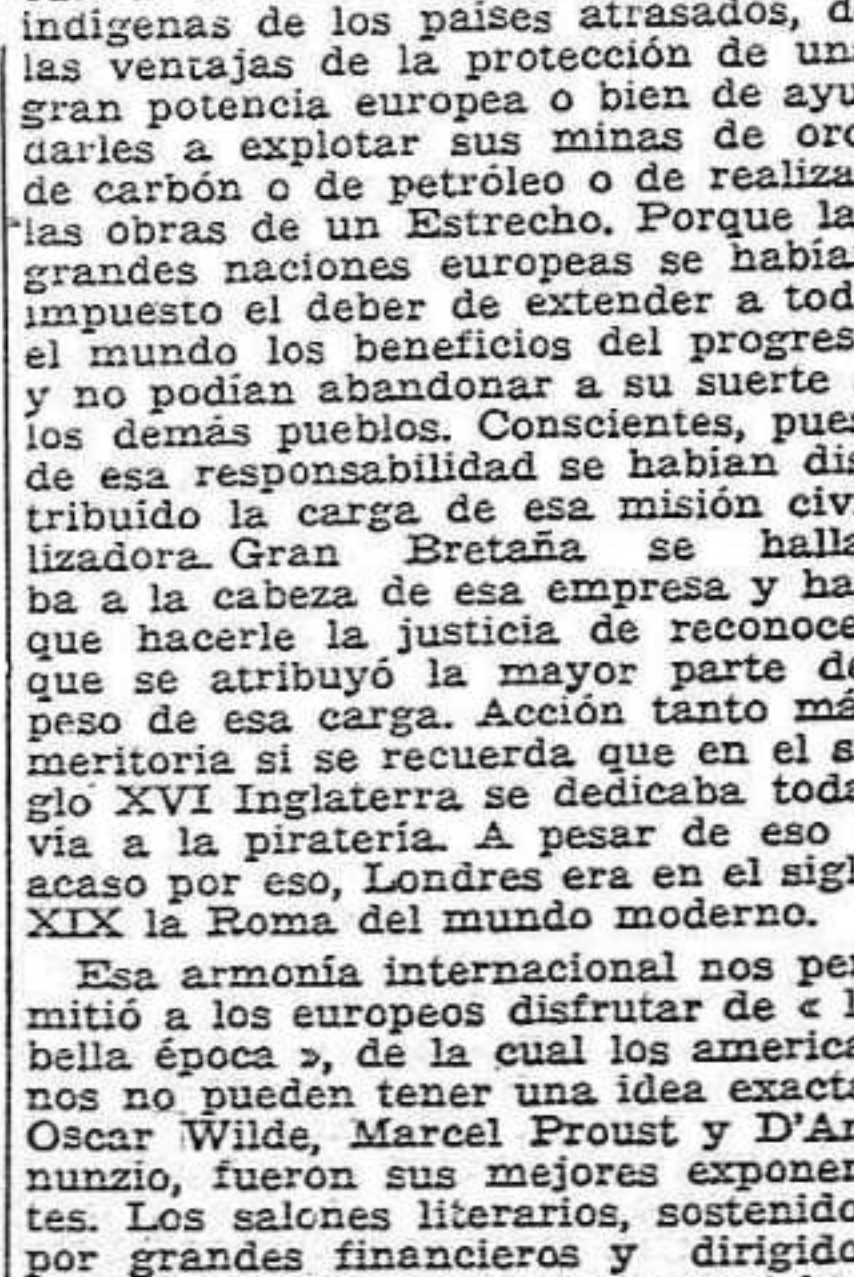 indigenas de los países atrasados, d
las ventajas de la protección de una
gran potencia europea o bien de ayu
darles a explotar sus minas de oro
de carbón o de petróleo o de realiza
las obras de un Estrecho. Porque la
grandes naciones europeas se había
impuesto el deber de extender a tod
el mundo los beneficios del progres
y no podían abandonar a su suerte
los demás pueblos. Conscientes, pues
de esa responsabilidad se habían dis
tribuído la carga de esa misión civi
lizadora. Gran Bretaña se halla
ba a la cabeza de esa empresa y ha
que hacerle la justicia de reconoce
que se atribuyó la mayor parte de
peso de esa carga. Acción tanto má
meritoria si se recuerda que en el s
glo XVI Inglaterra se dedicaba toda
vía a la piratería. A pesar de eso
acaso por eso, Londres era en el sigl
XIX la Roma del mundo moderno.
Esa armonía internacional nos per
mitió a los europeos disfrutar de « l
bella época », de la cual los america
nos no pueden tener una idea exacta
Oscar Wilde, Marcel Proust y D'An
nunzio, fueron sus mejores exponen
tes. Los salones literarios, sostenido
por grandes financieros y dirigido